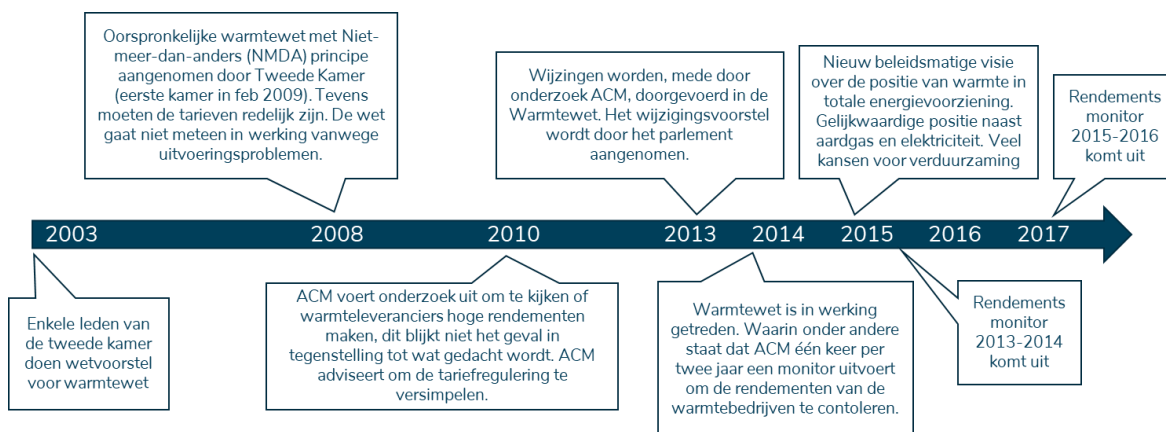 Oorspronkelijke warmtewet met Niet-
meer-dan-anders (NMDA) principe
aangenomen door Tweede Kamer
(eerste kamer in feb 2009). Tevens
moeten de tarieven redelijk zijn. De wet
gaat niet meteen in werking vanwege
uitvoeringsproblemen.
Wijzingen worden, mede door
onderzoek ACM, doorgevoerd in de
Warmtewet. Het wijzigingsvoorstel
wordt door het parlement
aangenomen.
Nieuw beleidsmatige visie
over de positie van warmte in
totale energievoorziening.
Gelijkwaardige positie naast
aardgas en elektriciteit. Veel
kansen voor verduurzaming
Rendements
monitor
2015-2016
komt uit
2003 2008 2010 2013 2014 2015 2016 2017
Enkele leden van
de tweede kamer
doen wetvoorstel
voor warmtewet
ACM voert onderzoek uit om te kijken of
warmteleveranciers hoge rendementen
maken, dit blijkt niet het geval in
tegenstelling tot wat gedacht wordt. ACM
adviseert om de tariefregulering te
versimpelen.
Warmtewet is in werking
getreden. Waarin onder andere
staat dat ACM één keer per
twee jaar een monitor uitvoert
om de rendementen van de
warmtebedrijven te contoleren.
Rendements
monitor
2013-2014
komt uit